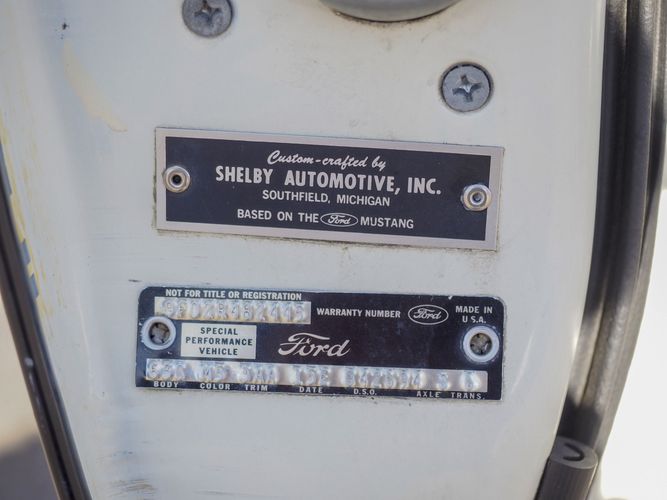 Custom-crafted by
SHELBY AUTOMOTIVE, INC.
SOUTHFIELD, MICHIGAN
BASED ON THE Ford MUSTANG
NOT FOR TITLE OR REGISTRATION
WARRANTY NUMBER Ford MADE IN
U.S.A.
SPECIAL
PERFORMANCE
VEHICLE
Ford
BODY COLOR TRIM DATE D.S.O. AXLE TRANS.